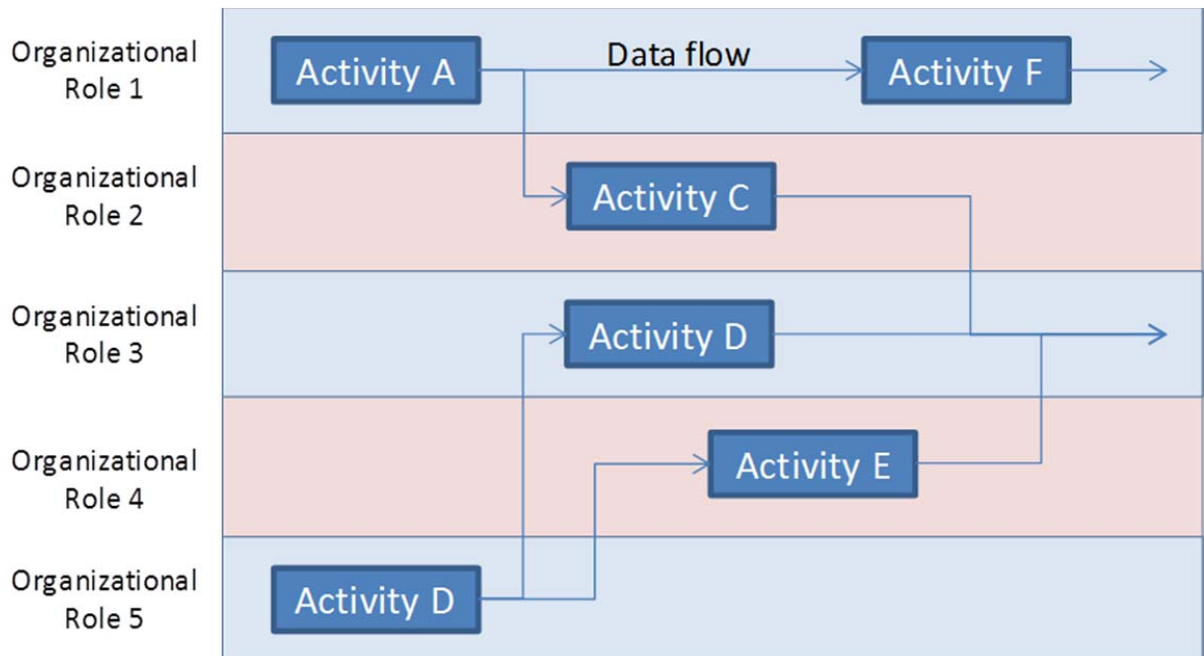 Organizational
Role 1
Activity A
Data flow
Activity F
Organizational
Role 2
Activity C
Organizational
Role 3
Activity D
Organizational
Role 4
Activity E
Organizational
Role 5
Activity D